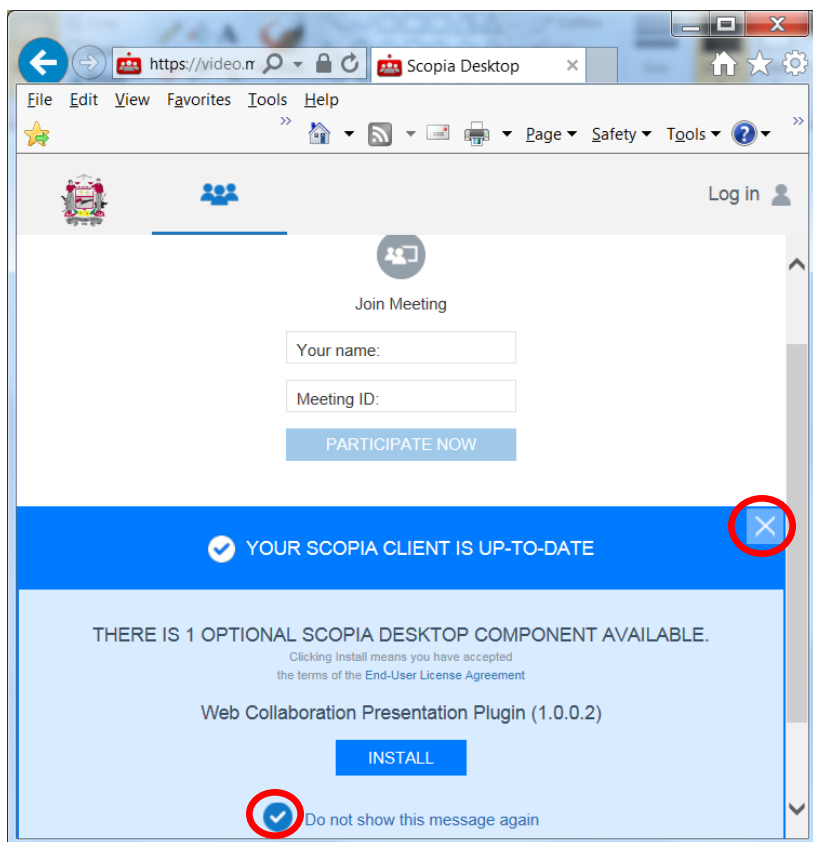 https://video.m
Scopia Desktop
File Edit View Favorites Tools Help
Page Safety Tools
Log in
Join Meeting
Your name:
Meeting ID:
PARTICIPATE NOW
YOUR SCOPIA CLIENT IS UP-TO-DATE
THERE IS 1 OPTIONAL SCOPIA DESKTOP COMPONENT AVAILABLE.
Clicking Install means you have accepted
the terms of the End-User License Agreement
Web Collaboration Presentation Plugin (1.0.0.2)
INSTALL
Do not show this message again